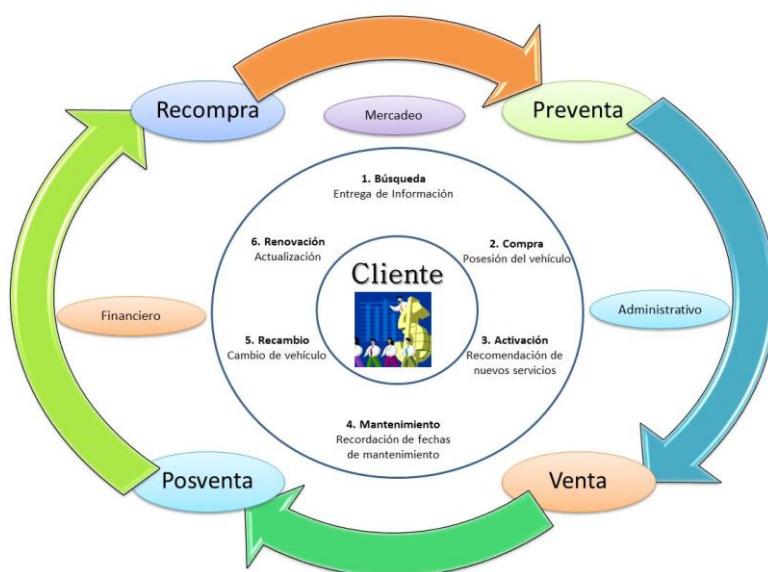 Recompra
Mercadeo
Preventa
1. Búsqueda
Entrega de Información
6. Renovación
Actualización
2. Compra
Posesión del vehículo
Cliente
Financiero
Administrativo
5. Recambio
Cambio de vehículo
3. Activación
Recomendación de
nuevos servicios
4. Mantenimiento
Recordación de fechas
de mantenimiento
Posventa
Venta